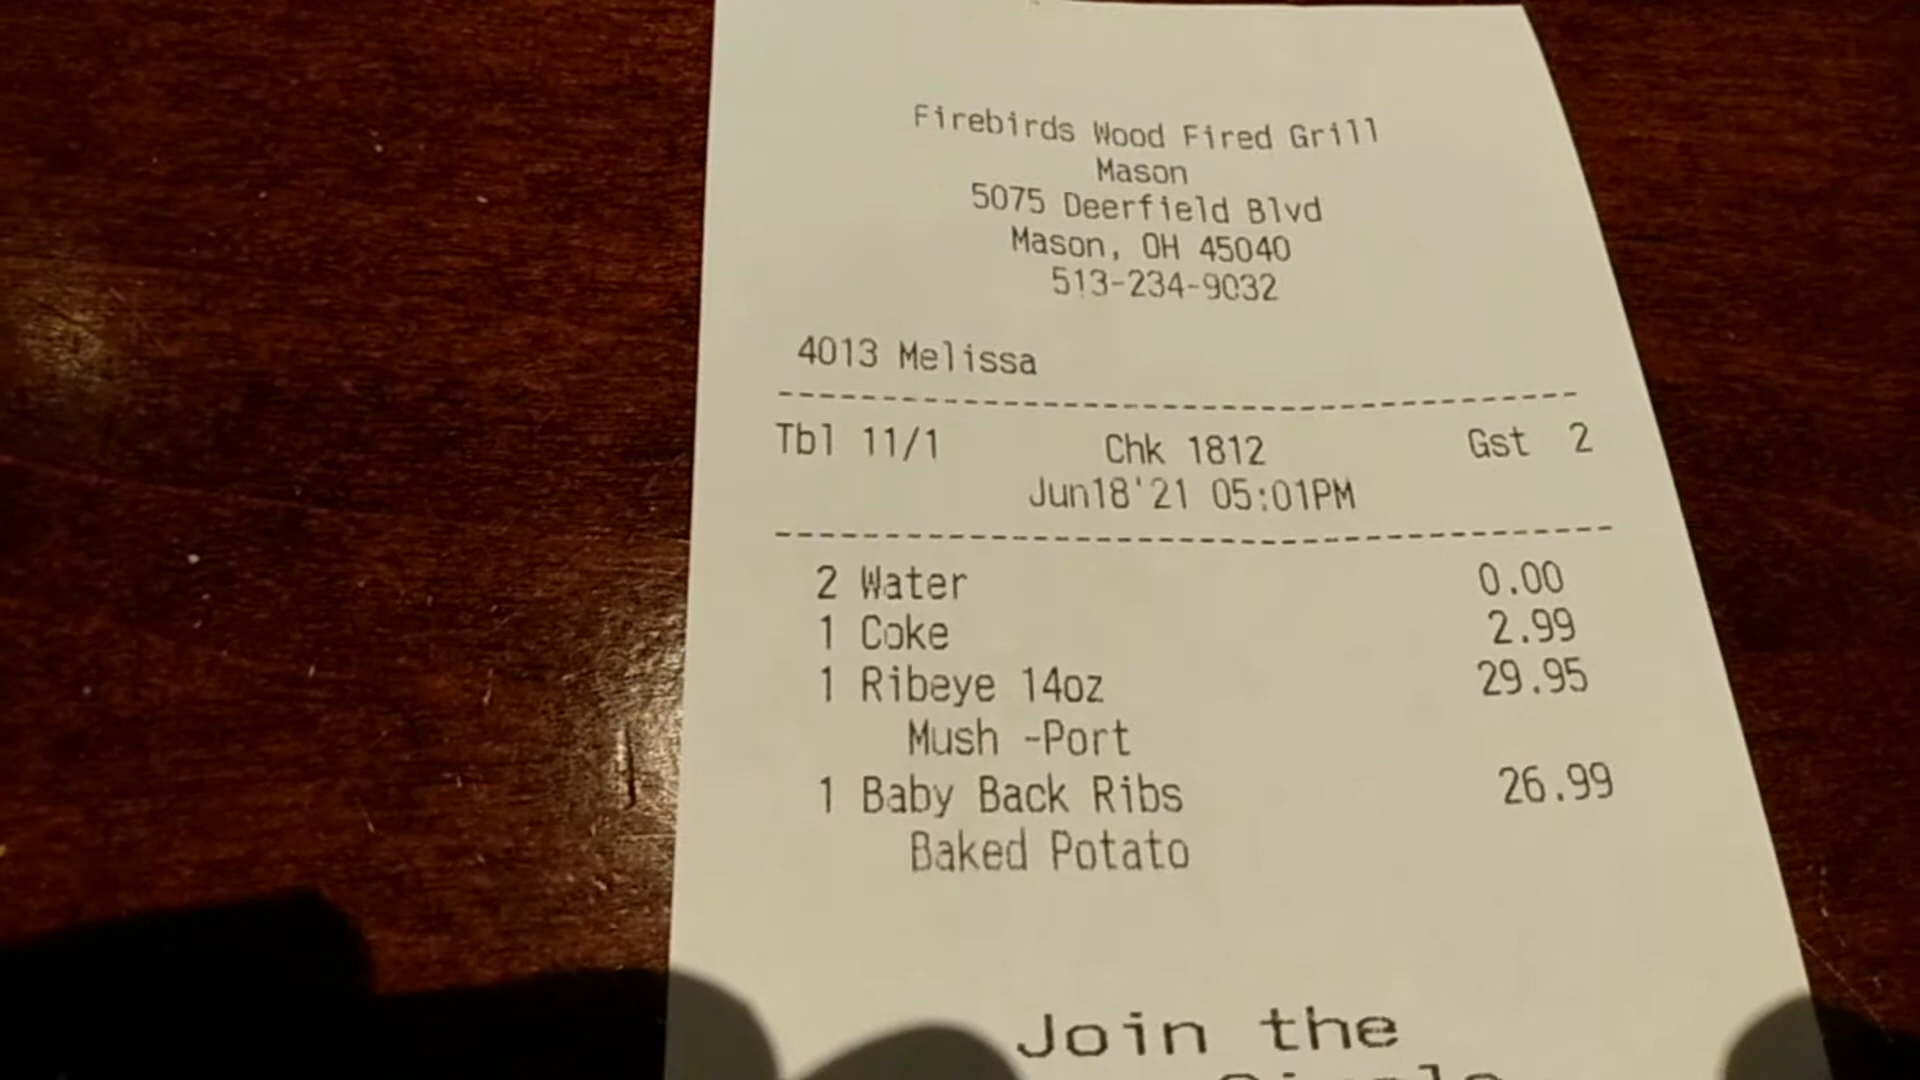 Firebirds Wood Fired Grill
Mason
5075 Deerfield Blvd
Mason, OH 45040
513-234-9032
4013 Melissa
Tbl 11/1 Chk 1812 Gst 2
Jun18'21 05:01PM
2 Water 0.00
1 Coke 2.99
1 Ribeye 14oz 29.95
Mush -Port
1 Baby Back Ribs 26.99
Baked Potato
Join the